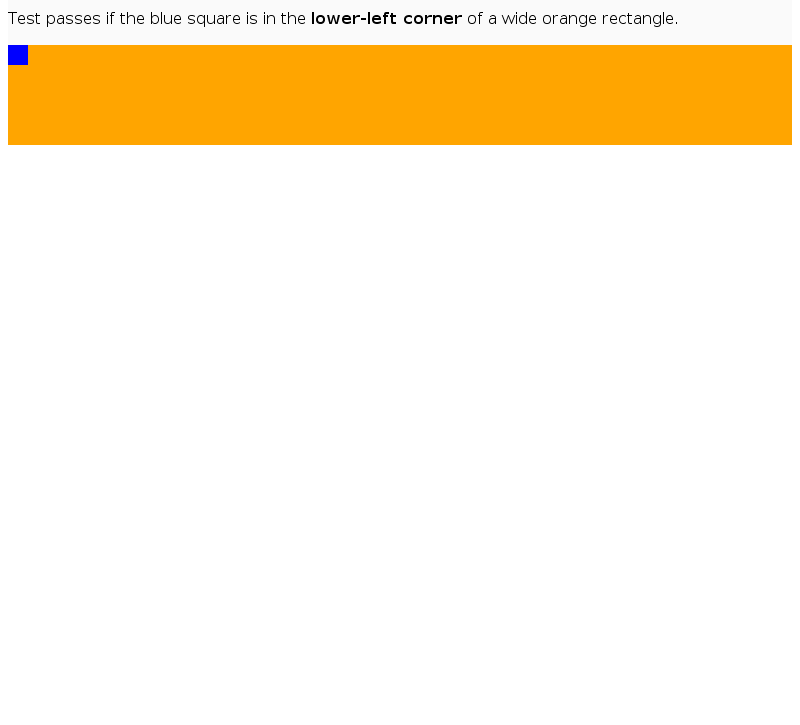 Test passes if the blue square is in the lower-left corner of a wide orange rectangle.